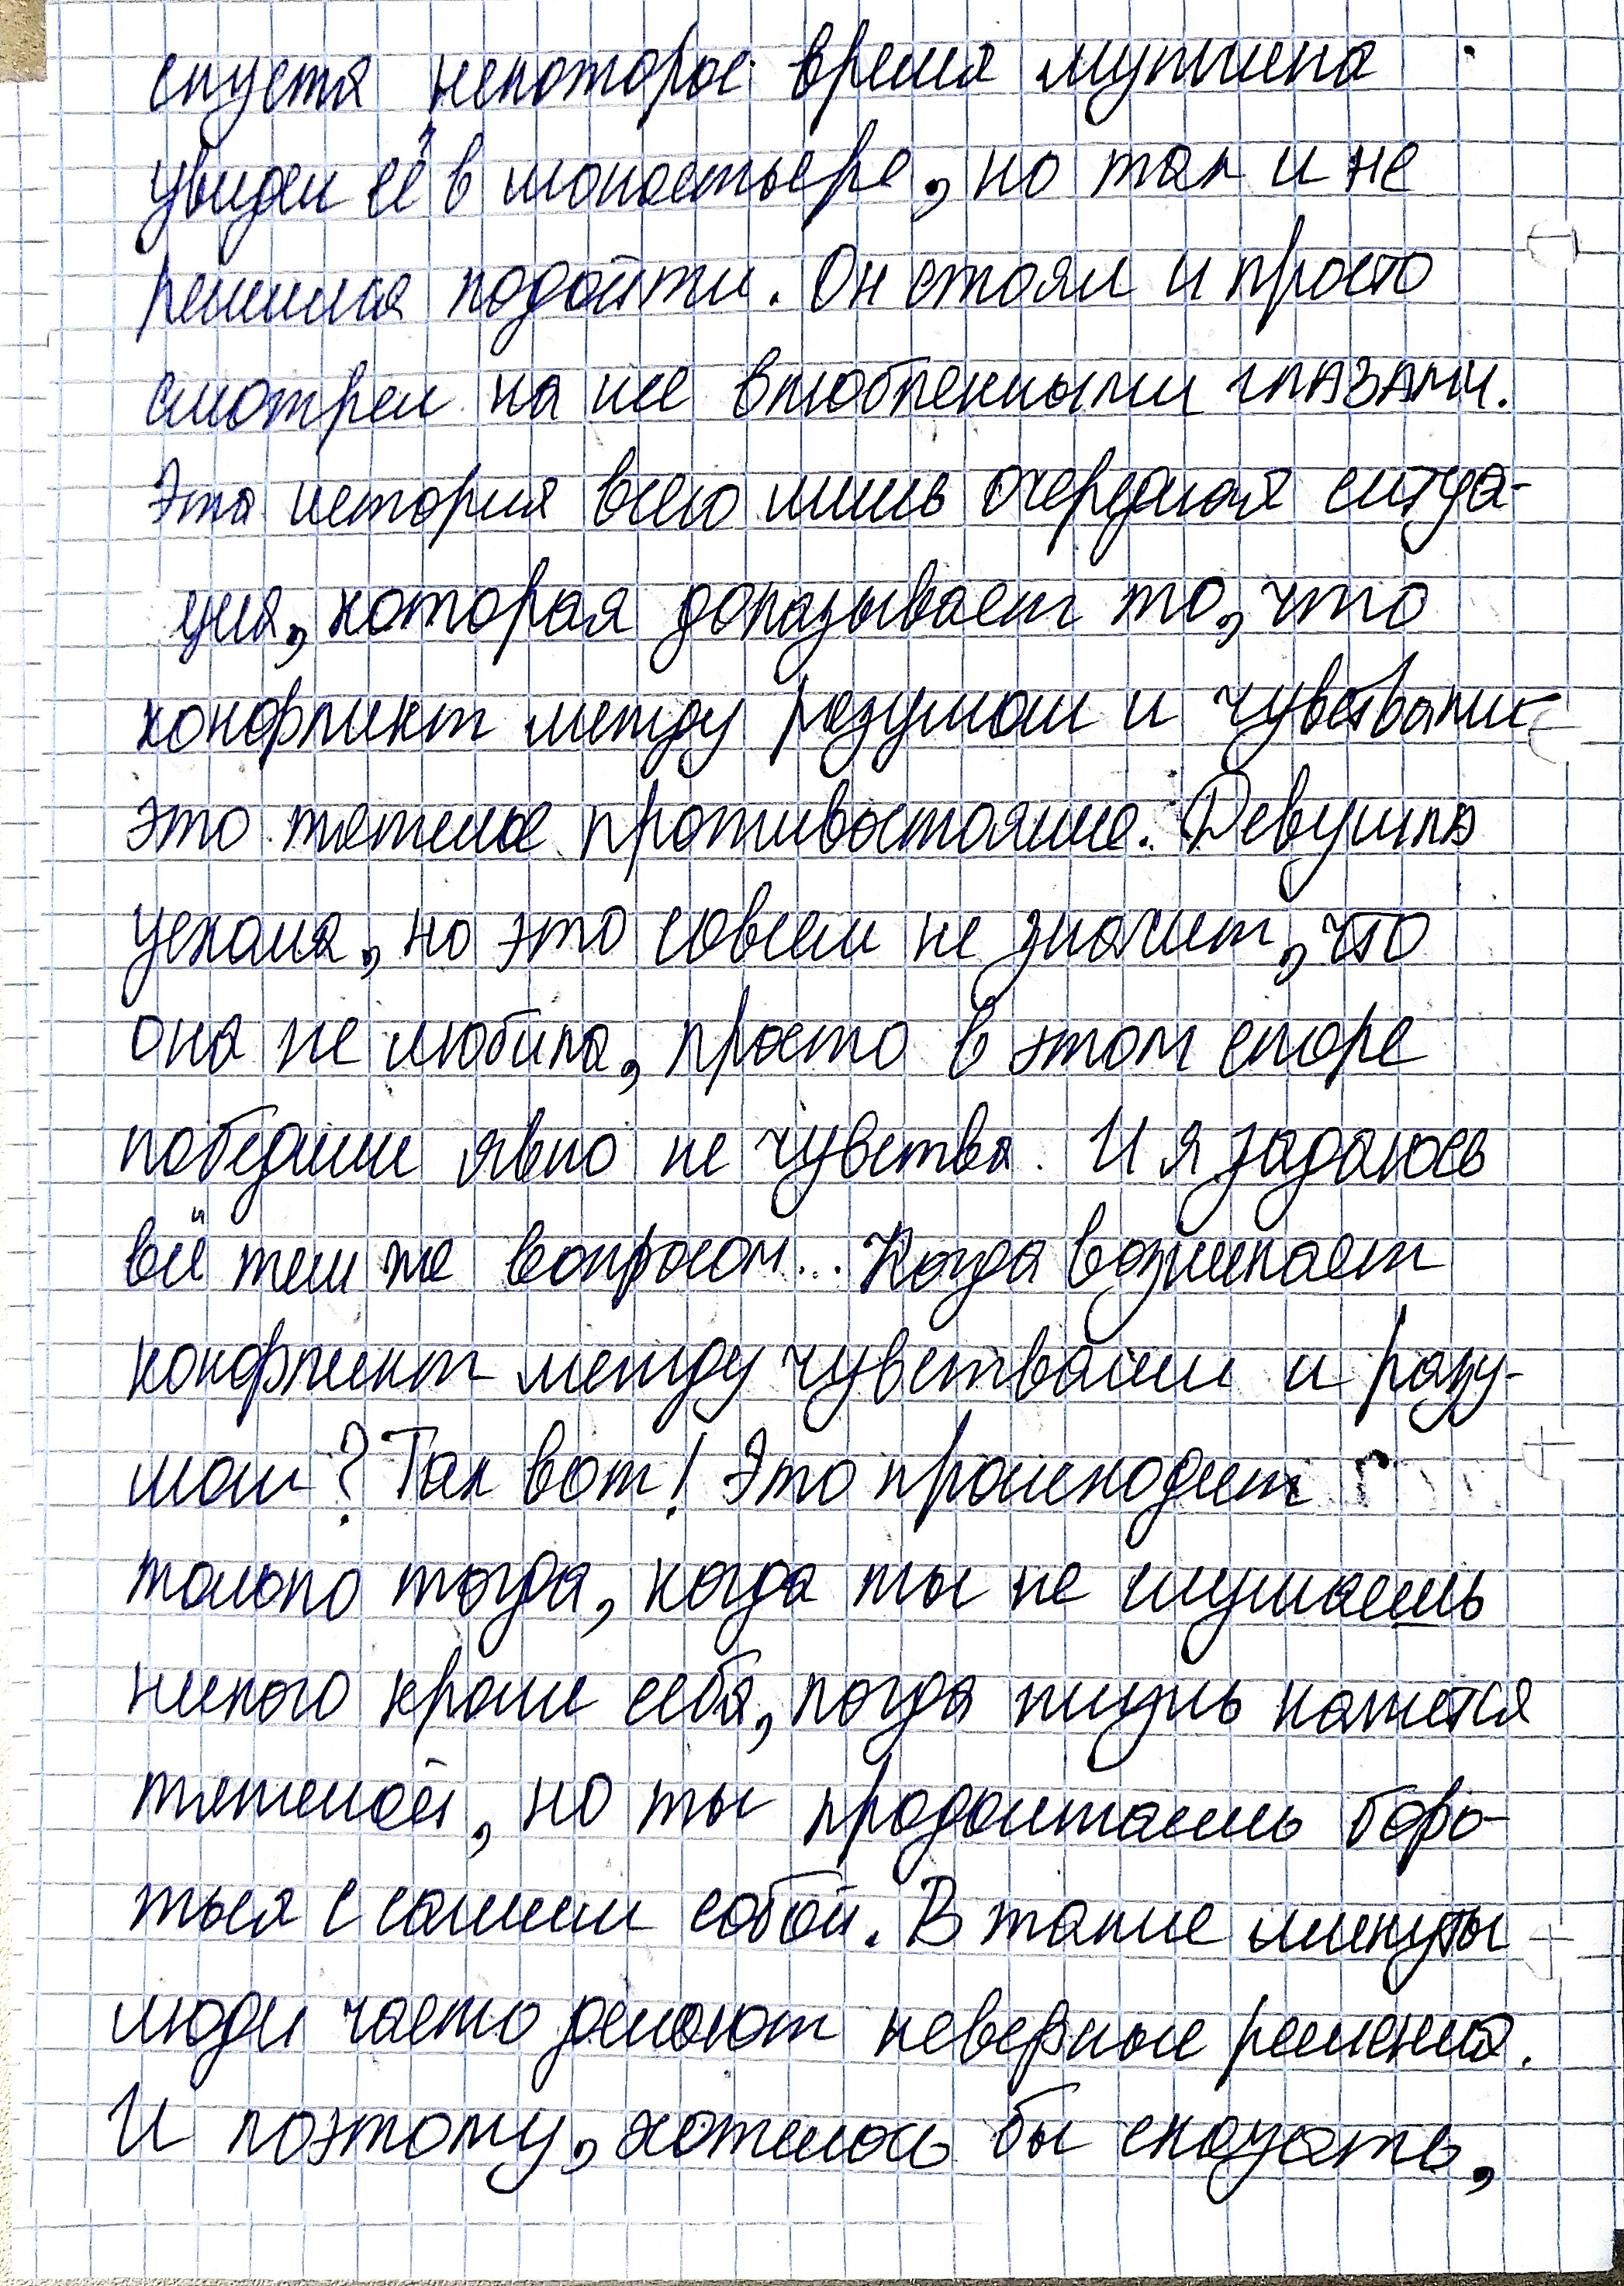 спустя некоторое время мужчина
увидел её в монастыере, но так и не
решился подойти. Он стоял и просто
смотрел на нее влюбленными глазами.
Эта история всего лишь очередная ситуа-
ция, которая доказывает то, что
конфликт между разумом и чувствами-
это тяжелое противостояние. Девушка
уехала, но это совсем не значит, что
она не любила, просто в этом споре
победили явно не чувства. И я задаюсь
всё тем же вопросом... Когда возникает
конфликт между чувствами и разу-
мом? Так вот! Это происходит
только тогда, когда ты не слушаешь
никого кроме себя, когда жизнь кажется
тяжелой, но ты продолжаешь боро-
ться с самим собой. В такие минуты
люди часто делают неверные решения.
И поэтому, хотелось бы сказать,